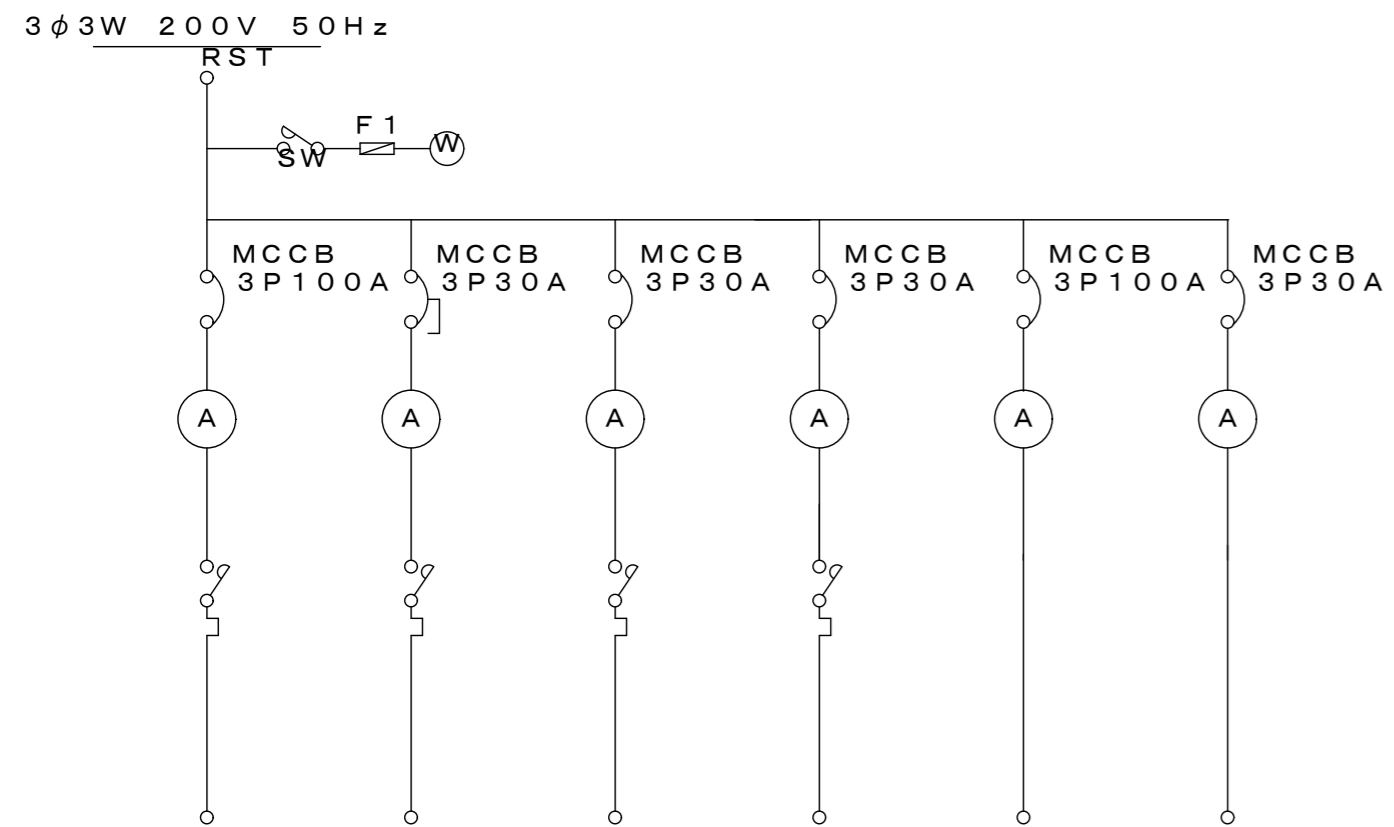 3φ3W 200V 50Hz
RST
F1
W
SW
MCCB
3P100A
MCCB
3P30A
MCCB
3P30A
MCCB
3P30A
MCCB
3P100A
MCCB
3P30A
A
A
A
A
A
A